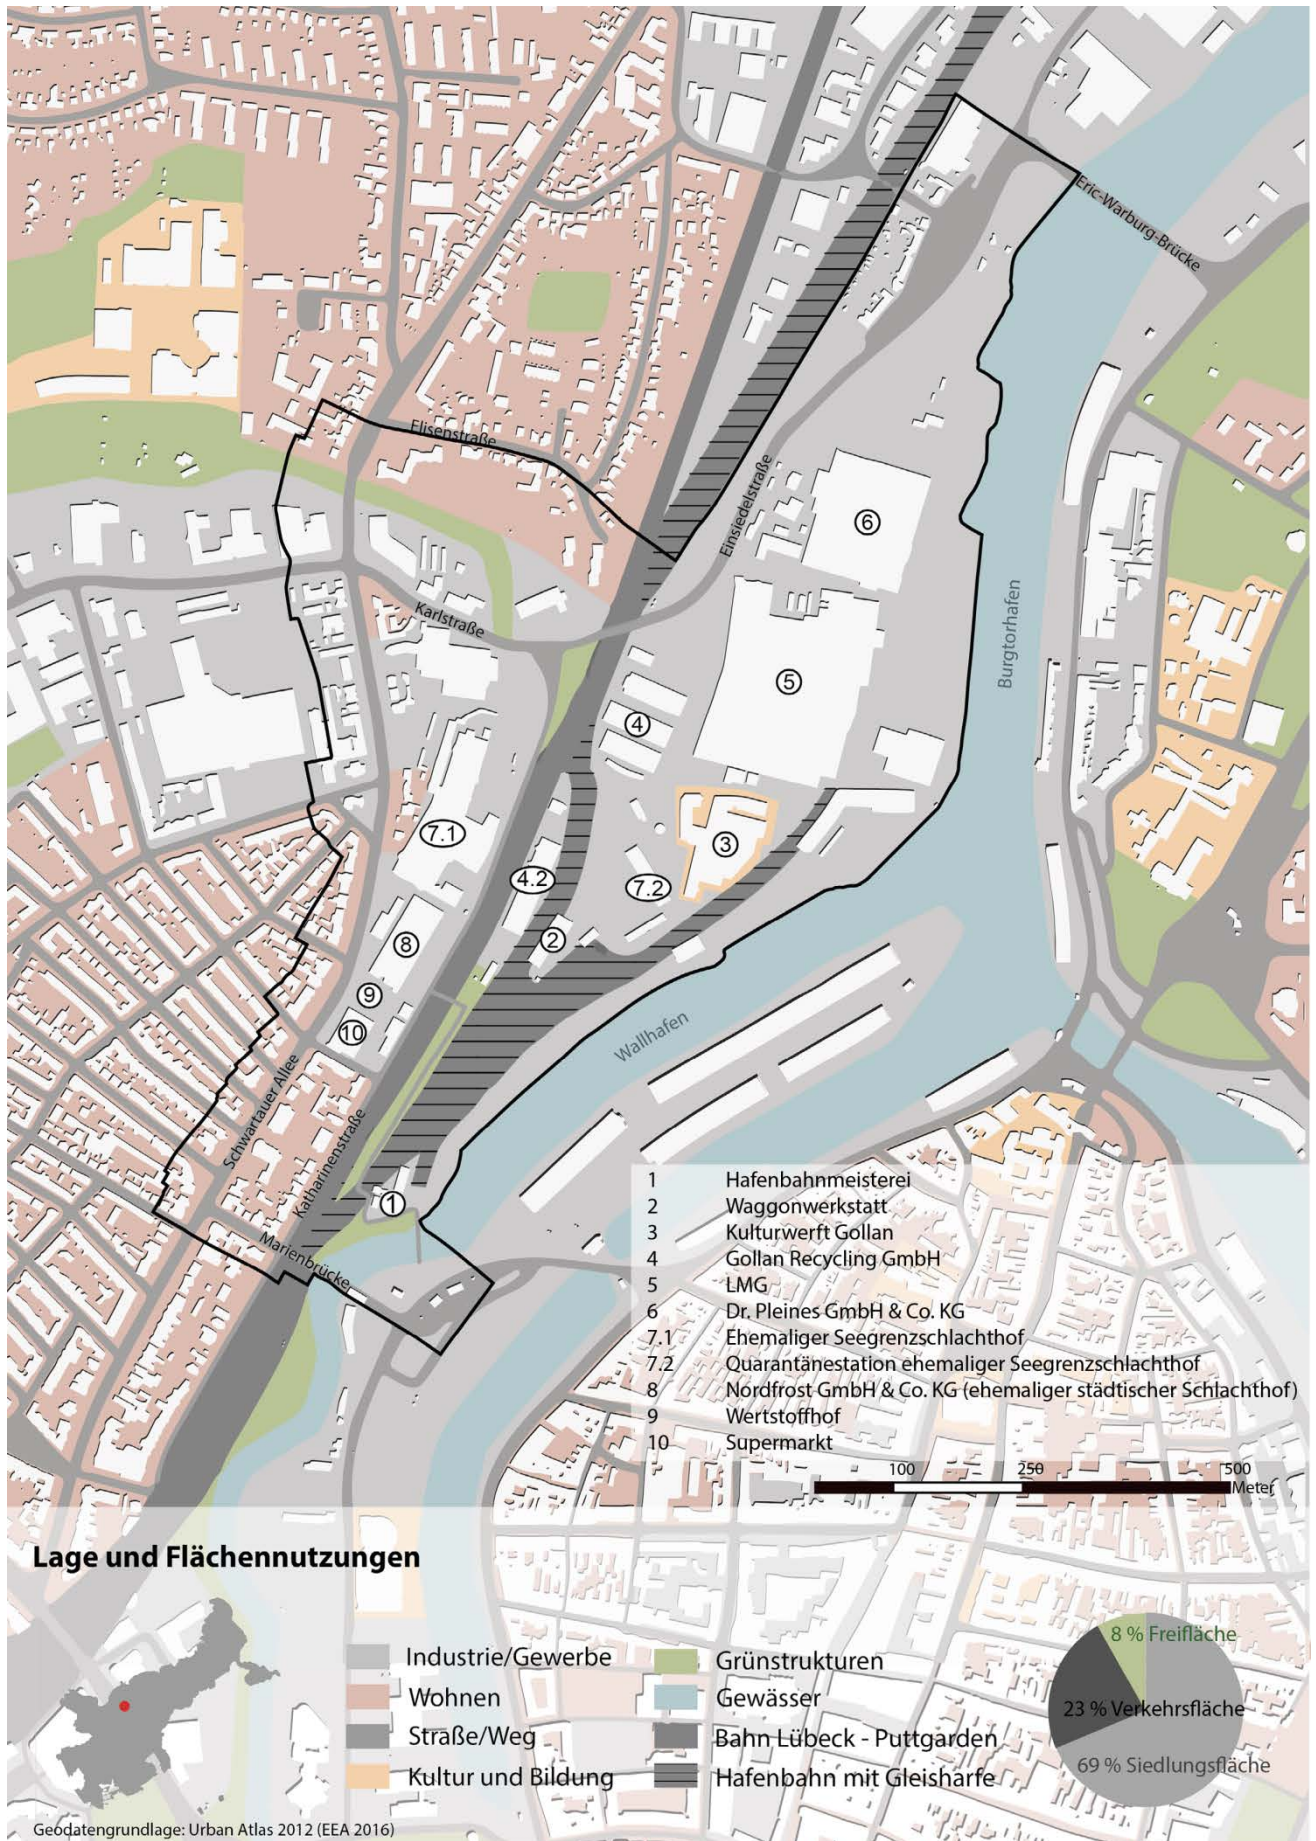 Eric-Warburg-Brücke
Elisenstraße
Einsiedelstraße
⑥
Burgtorhafen
Karlstraße
⑤
④
7.1
③
4.2
7.2
②
⑧
⑨
⑩
Wallhafen
Schwartauer Allee
Katharinenstraße
①
Marienbrücke
1 Hafenbahnmeisterei
2 Waggonwerkstatt
3 Kulturwerft Gollan
4 Gollan Recycling GmbH
5 LMG
6 Dr. Pleines GmbH & Co. KG
7.1 Ehemaliger Seegrenzschlachthof
7.2 Quarantänestation ehemaliger Seegrenzschlachthof
8 Nordfrost GmbH & Co. KG (ehemaliger städtischer Schlachthof)
9 Wertstoffhof
10 Supermarkt
100 250 500
Meter
Lage und Flächennutzungen
Industrie/Gewerbe
Wohnen
Straße/Weg
Kultur und Bildung
Grünstrukturen
Gewässer
Bahn Lübeck - Puttgarden
Hafenbahn mit Gleisharfe
8 % Freifläche
23 % Verkehrsfläche
69 % Siedlungsfläche
Geodatengrundlage: Urban Atlas 2012 (EEA 2016)